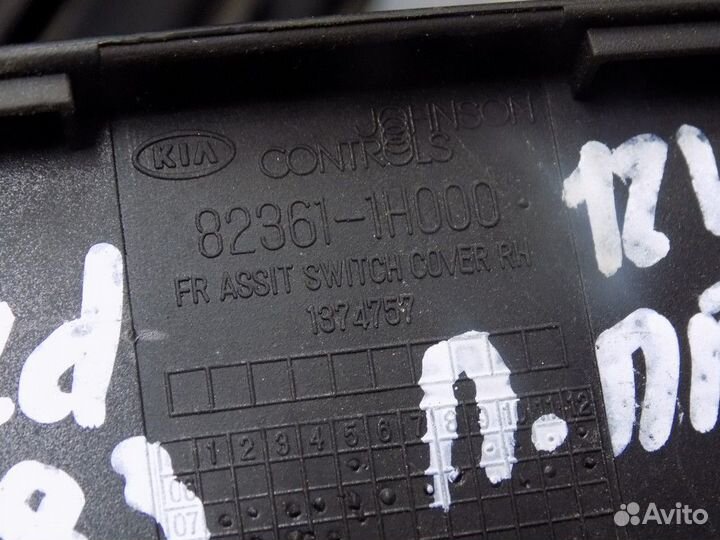 KIA JOHNSON CONTROLS
82361-1H000
FR ASSIT SWITCH COVER RH
1374757
П.
1 2 3 4 5 6 7 8 9 10 11 12
06
07
Avito